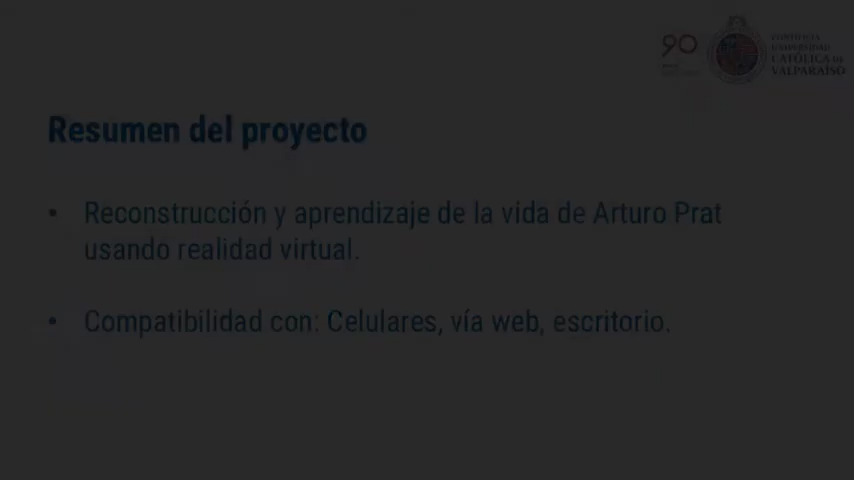 90
PONTIFICIA
UNIVERSIDAD
CATÓLICA DE
VALPARAÍSO
Resumen del proyecto
• Reconstrucción y aprendizaje de la vida de Arturo Prat
usando realidad virtual.
• Compatibilidad con: Celulares, vía web, escritorio.